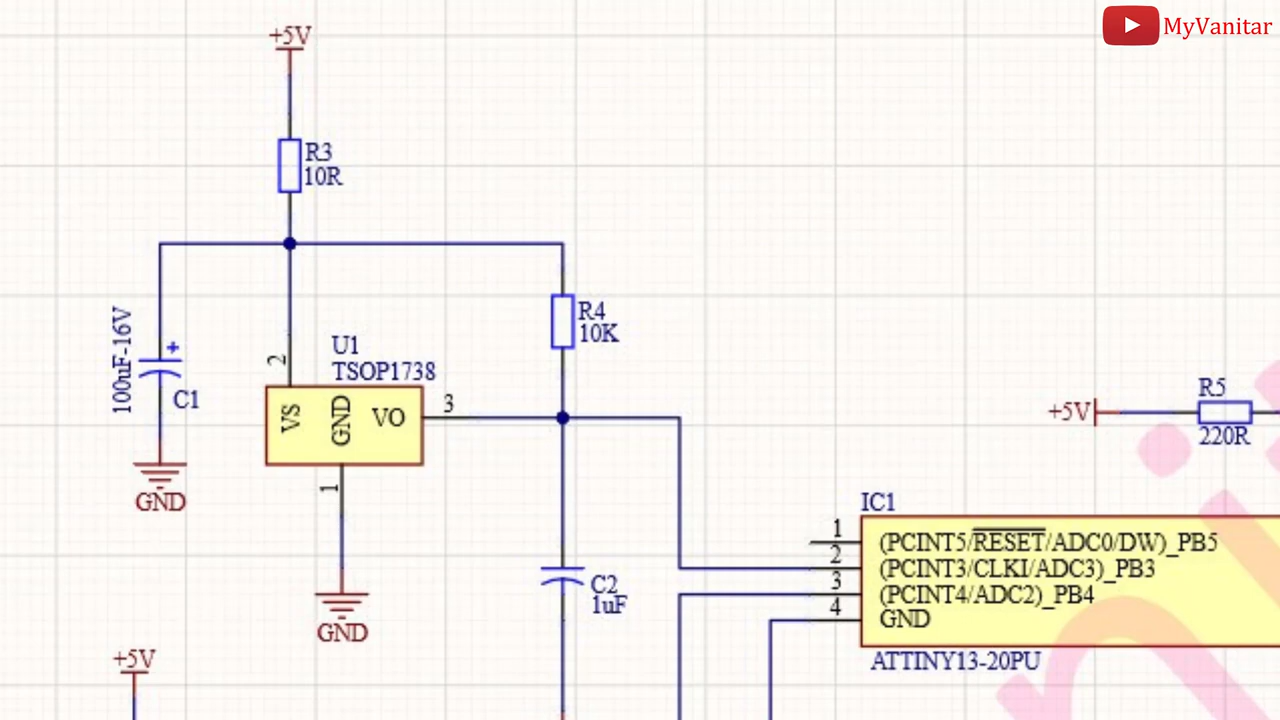 MyVanitar
+5V
R3
10R
100uF-16V
C1
GND
U1
TSOP1738
2
VS
GND
VO
3
1
GND
R4
10K
C2
1uF
+5V
R5
220R
IC1
1
2
3
4
(PCINT5/RESET/ADC0/DW)_PB5
(PCINT3/CLKI/ADC3)_PB3
(PCINT4/ADC2)_PB4
GND
ATTINY13-20PU
+5V